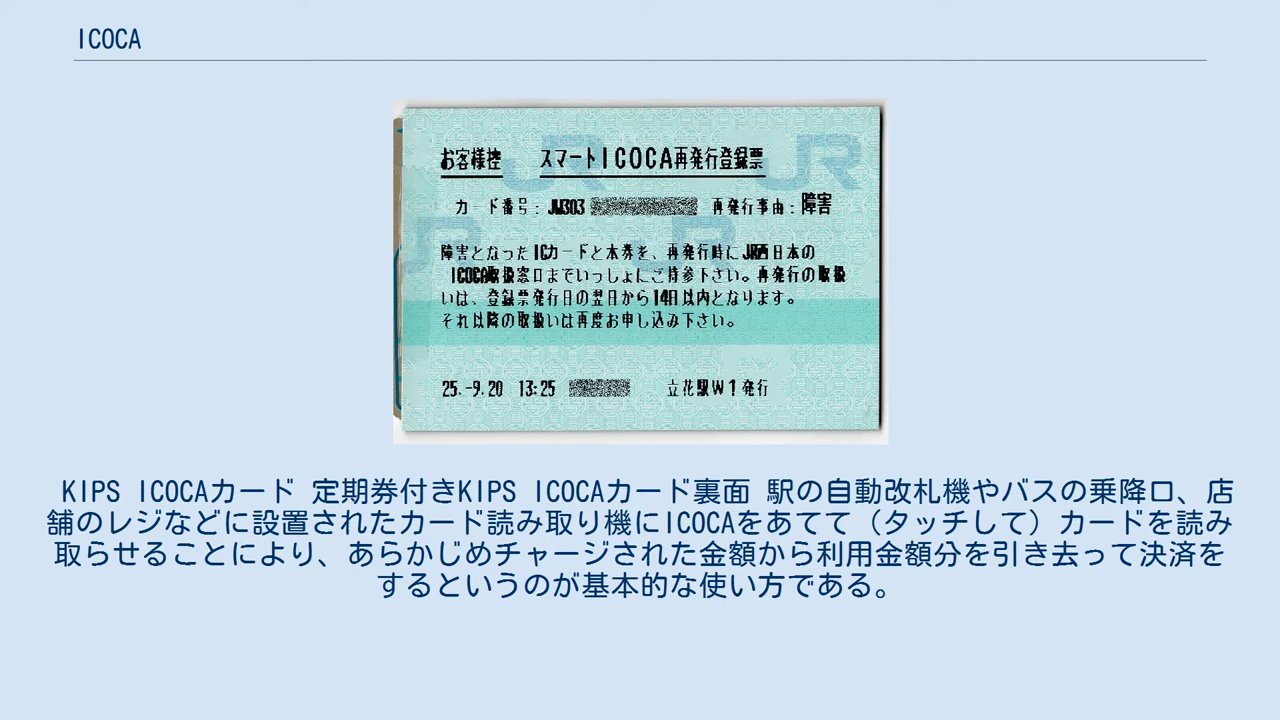 ICOCA
お客様控 スマートICOCA再発行登録票
カード番号：JW303 再発行事由：障害
障害となったICカードと本券を、再発行時にJR西日本の
ICOCA取扱窓口までいっしょにご持参下さい。再発行の取扱
いは、登録票発行日の翌日から14日以内となります。
それ以降の取扱いは再度お申し込み下さい。
25.-9.20 13:25 立花駅W1発行
KIPS ICOCAカード 定期券付きKIPS ICOCAカード裏面 駅の自動改札機やバスの乗降口、店
舗のレジなどに設置されたカード読み取り機にICOCAをあてて（タッチして）カードを読み
取らせることにより、あらかじめチャージされた金額から利用金額分を引き去って決済を
するというのが基本的な使い方である。